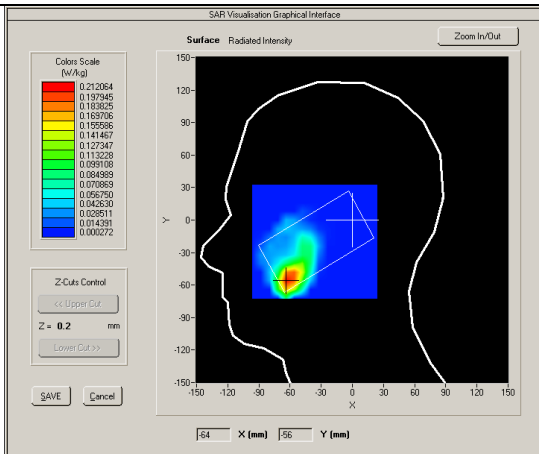 SAR Visualisation Graphical Interface
Surface Radiated Intensity
Zoom In/Out
Colors Scale
(W/kg)
0.212064
0.197945
0.183825
0.169706
0.155586
0.141467
0.127347
0.113228
0.099108
0.084989
0.070869
0.056750
0.042630
0.028511
0.014391
0.000272
Z-Cuts Control
<< Upper Cut
Z = 0.2 mm
Lower Cut >>
SAVE Cancel
150
120
90
60
30
0
-30
-60
-90
-120
-150
Y
-150 -120 -90 -60 -30 0 30 60 90 120 150
X
-64 X (mm) -56 Y (mm)